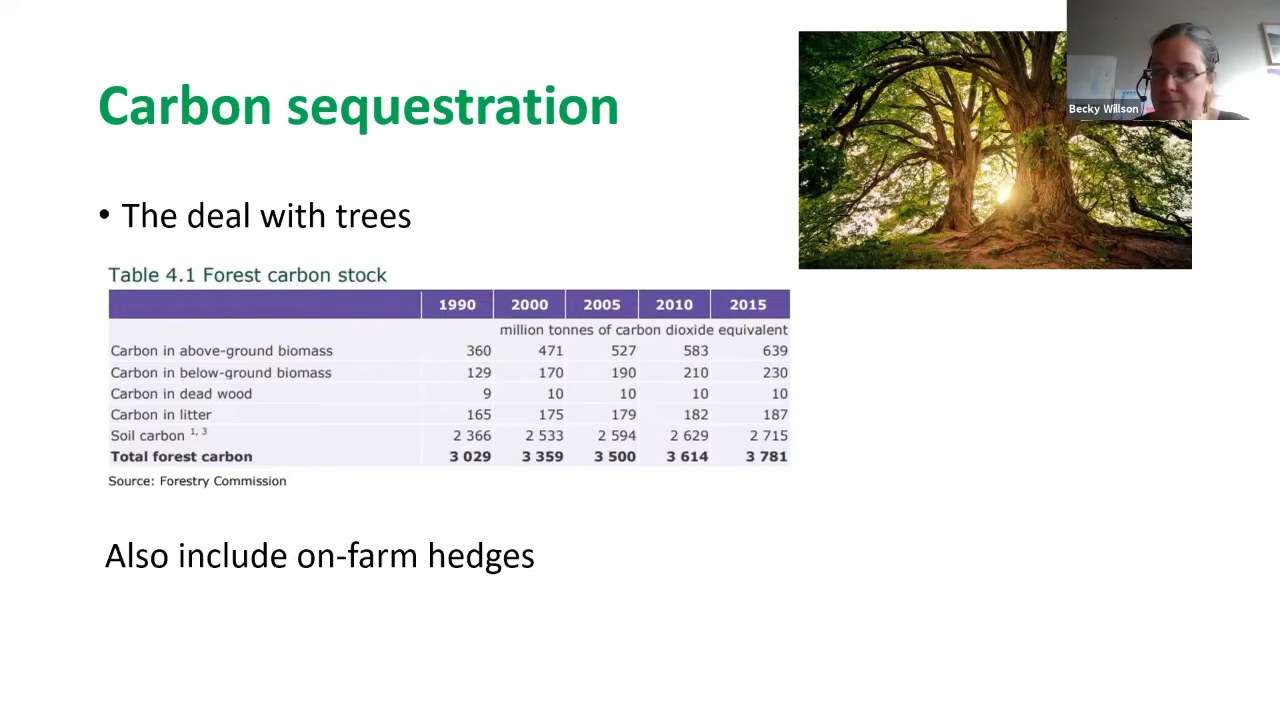 Carbon sequestration
Becky Willson
• The deal with trees
Table 4.1 Forest carbon stock
1990 2000 2005 2010 2015
million tonnes of carbon dioxide equivalent
Carbon in above-ground biomass 360 471 527 583 639
Carbon in below-ground biomass 129 170 190 210 230
Carbon in dead wood 9 10 10 10 10
Carbon in litter 165 175 179 182 187
Soil carbon 1, 3 2 366 2 533 2 594 2 629 2 715
Total forest carbon 3 029 3 359 3 500 3 614 3 781
Source: Forestry Commission
Also include on-farm hedges